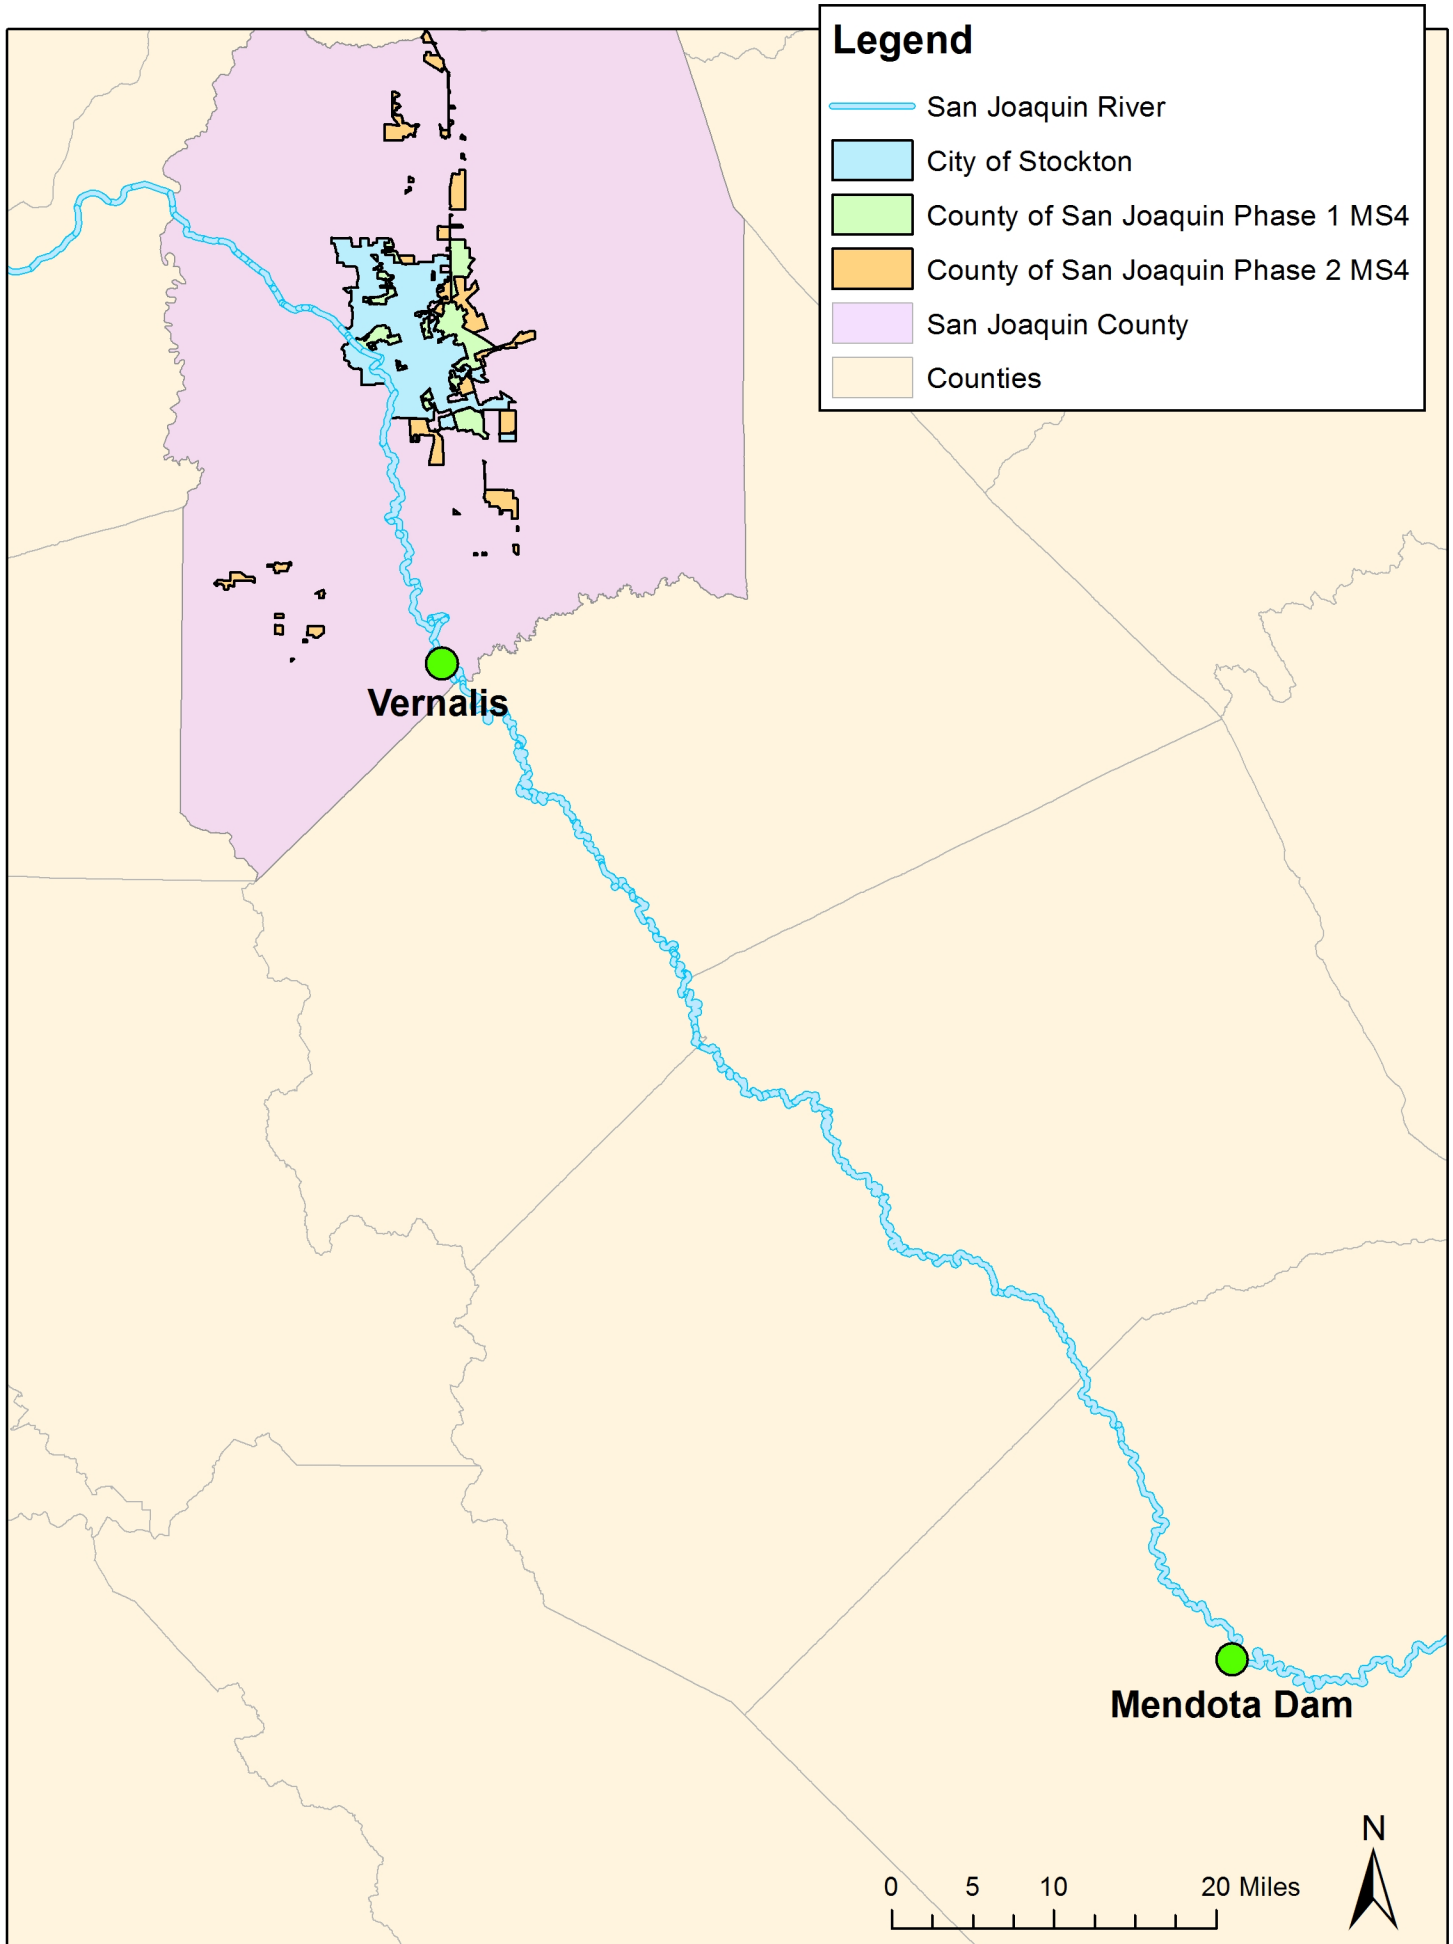 Legend
San Joaquin River
City of Stockton
County of San Joaquin Phase 1 MS4
County of San Joaquin Phase 2 MS4
San Joaquin County
Counties
Vernalis
Mendota Dam
N
0 5 10 20 Miles